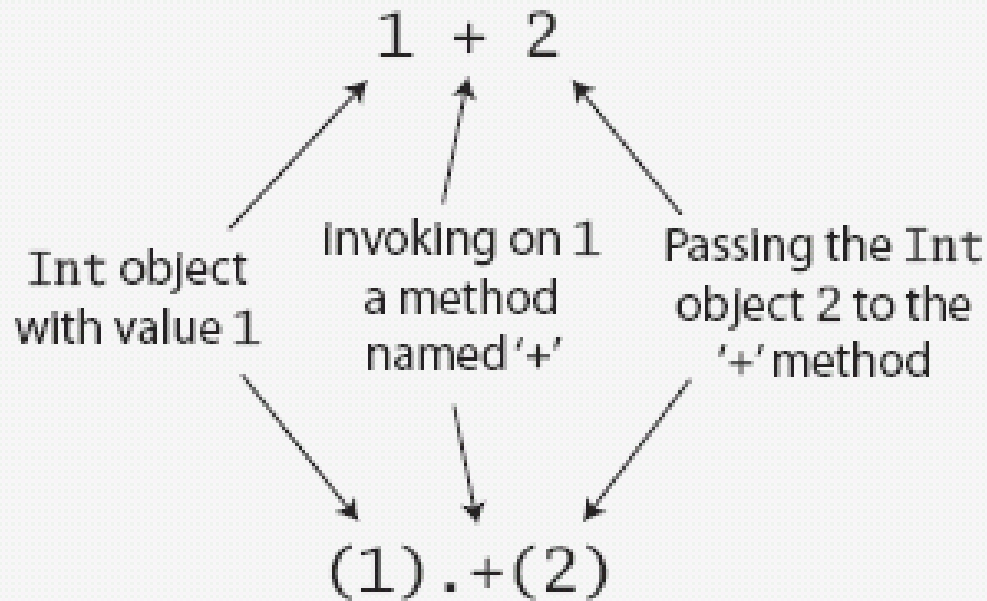 1 + 2
Int object
with value 1
invoking on 1
a method
named ‘+’
Passing the Int
object 2 to the
‘+’ method
(1).+(2)